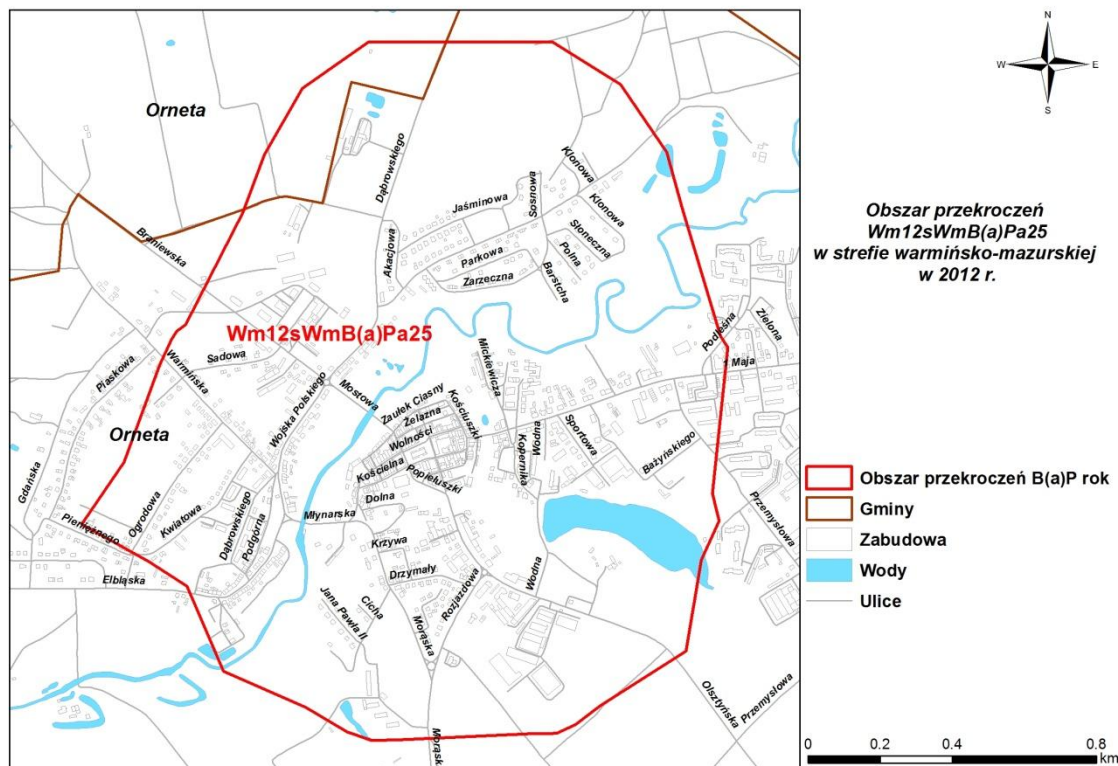 N
W
E
S
Orneta
Dąbrowskiego
Klonowa
Sosnowa
Jaśminowa
Klonowa
Słoneczna
Braniewska
Akacjowa
Parkowa
Polna
Zarzeczna
Barstcha
Obszar przekroczeń
Wm12sWmB(a)Pa25
w strefie warmińsko-mazurskiej
w 2012 r.
Wm12sWmB(a)Pa25
Podleśna
Zielona
Piaskowa
Warmińska
Sadowa
Mickiewicza
1 Maja
Mostowa
Wojska Polskiego
Zaułek Ciasny
Żelazna
Kościuszki
Wolności
Orneta
Kopernika
Wodna
Sportowa
Bażyńskiego
Kościelna
Popiełuszki
Gdańska
Dolna
Pieniężnego
Ogrodowa
Kwiatowa
Dąbrowskiego
Podgórna
Młynarska
Przemysłowa
Krzywa
Elbląska
Drzymały
Wodna
Jana Pawła II
Cicha
Rozjazdowa
Morąska
Olsztyńska
Przemysłowa
Morąska
Obszar przekroczeń B(a)P rok
Gminy
Zabudowa
Wody
Ulice
0 0.2 0.4 0.8
km